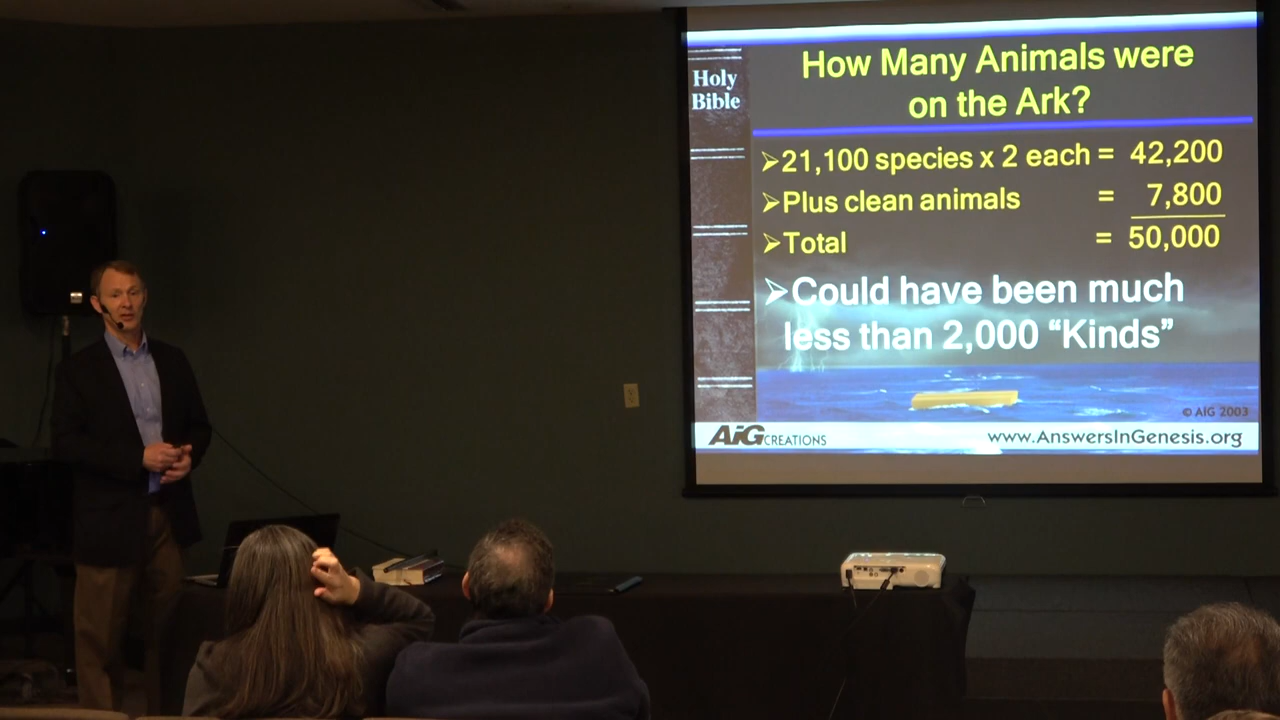 How Many Animals were
on the Ark?
Holy
Bible
➢21,100 species x 2 each = 42,200
➢Plus clean animals = 7,800
➢Total = 50,000
➢Could have been much
less than 2,000 “Kinds”
© AiG 2003
AiG CREATIONS www.AnswersInGenesis.org